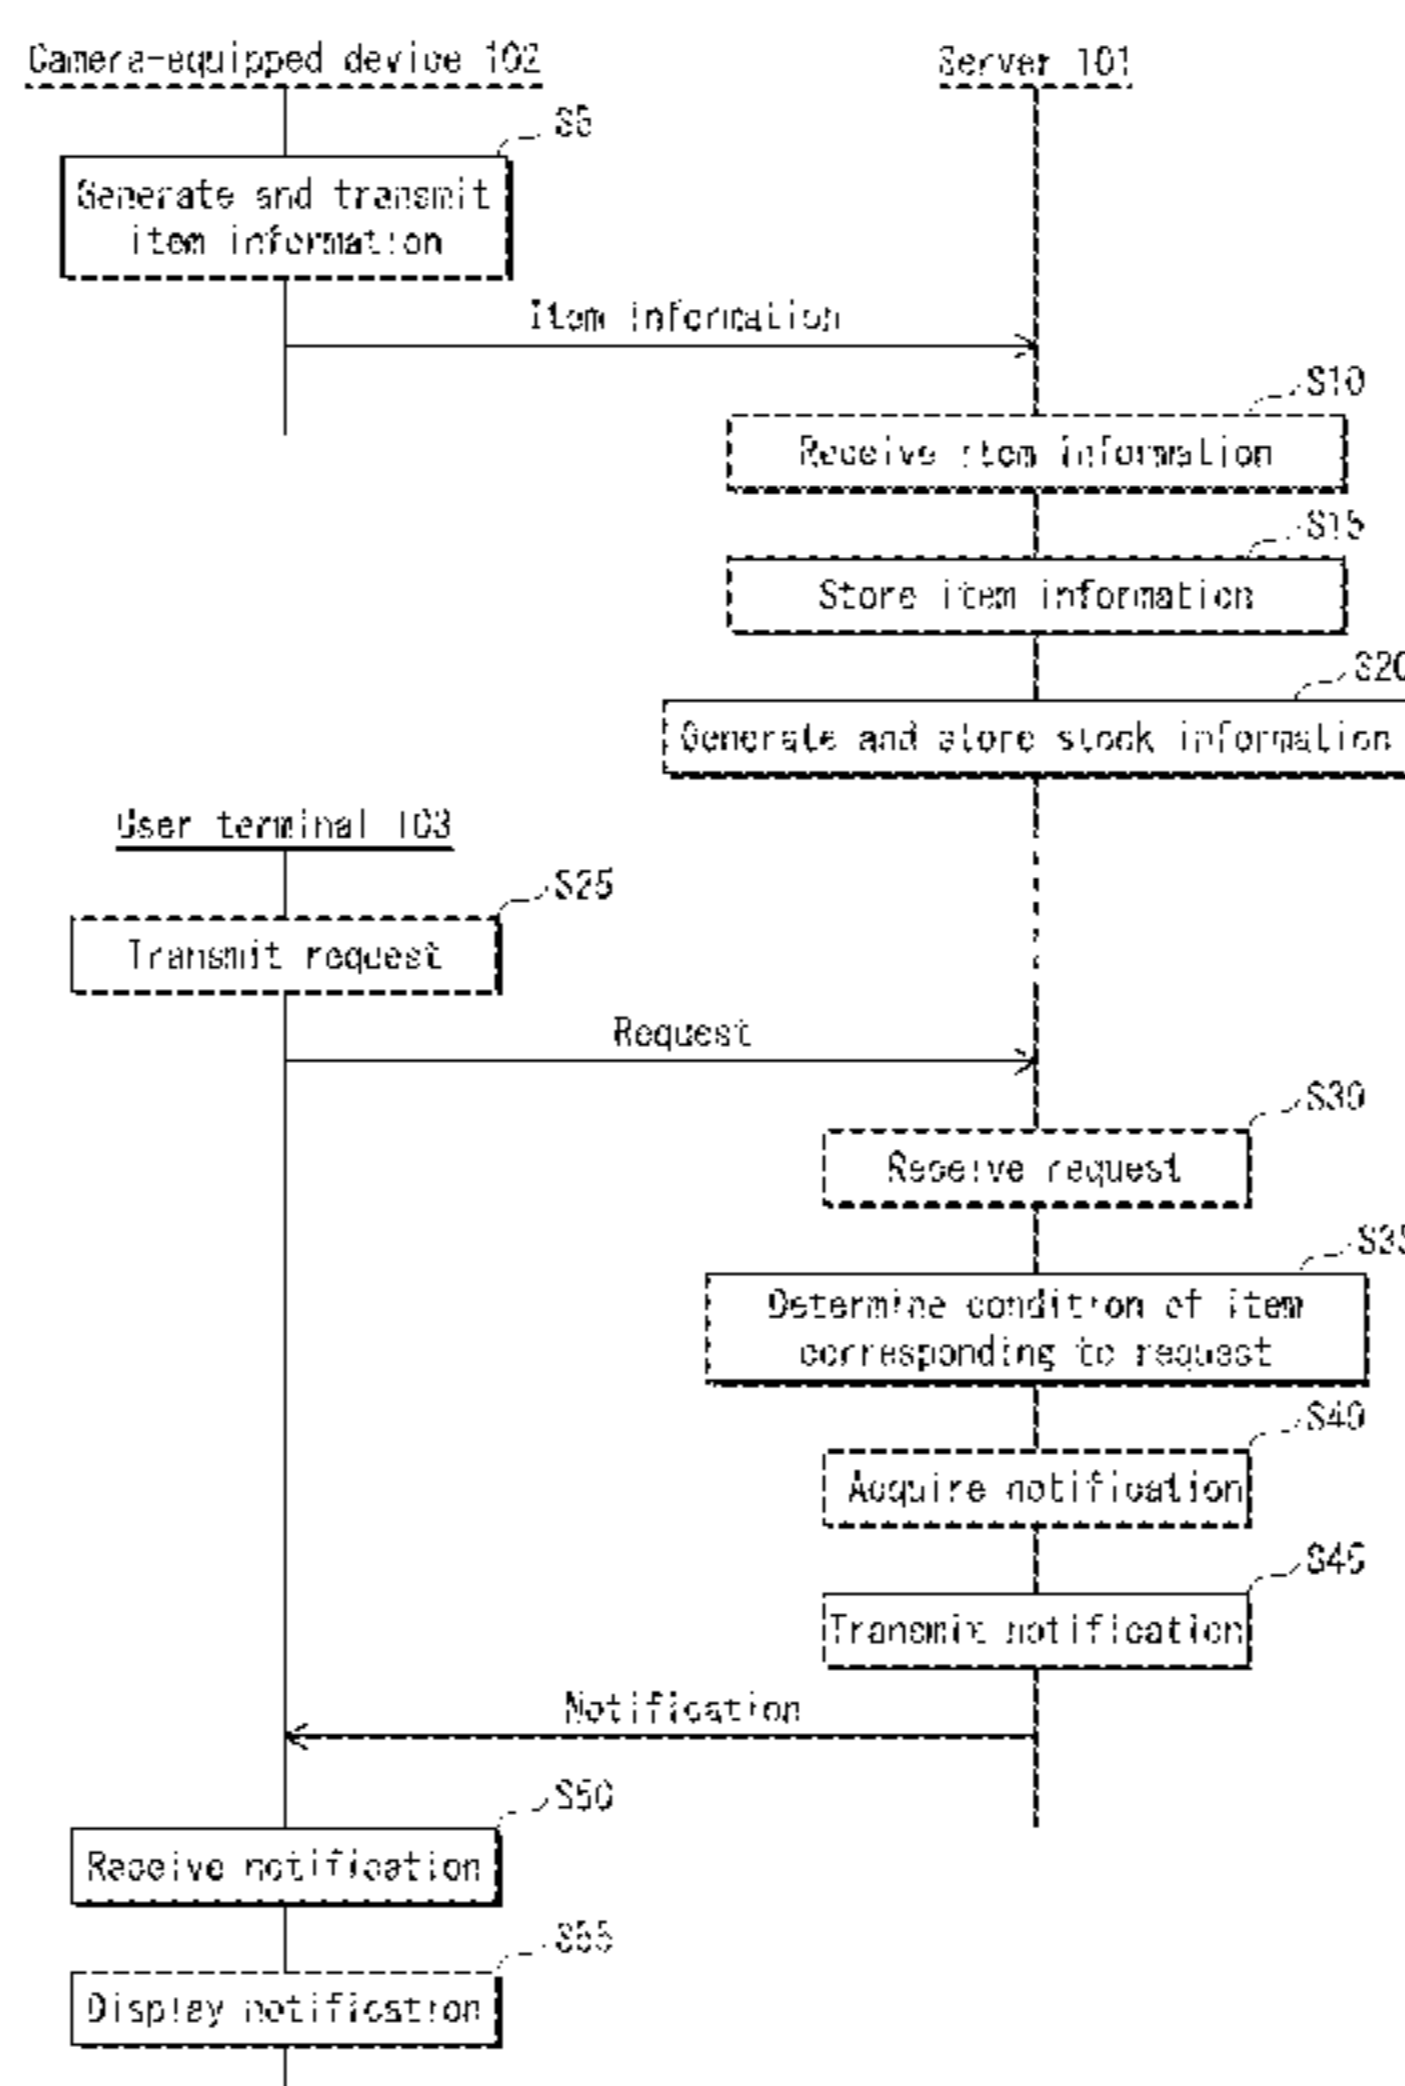 Camera-equipped device 102
Server 101
S5
Generate and transmit
item information
Item information
S10
Receive item information
S15
Store item information
S20
Generate and store stock information
User terminal 103
S25
Transmit request
Request
S30
Receive request
S35
Determine condition of item
corresponding to request
S40
Acquire notification
S45
Transmit notification
Notification
S50
Receive notification
S55
Display notification